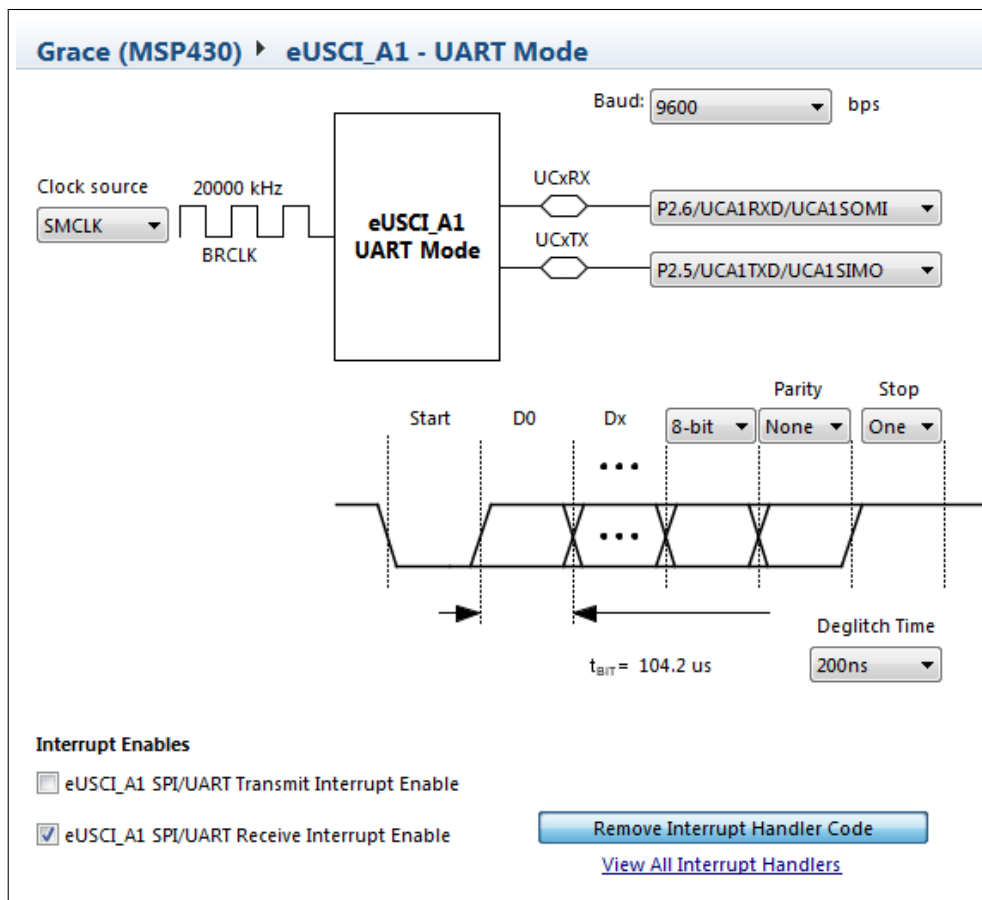 Grace (MSP430) ▶ eUSCI_A1 - UART Mode
Baud: 9600 bps
Clock source
20000 kHz
SMCLK
BRCLK
eUSCI_A1
UART Mode
UCxRX
P2.6/UCA1RXD/UCA1SOMI
UCxTX
P2.5/UCA1TXD/UCA1SIMO
Parity Stop
Start D0 Dx 8-bit None One
•••
•••
Deglitch Time
tBIT= 104.2 us 200ns
Interrupt Enables
eUSCI_A1 SPI/UART Transmit Interrupt Enable
eUSCI_A1 SPI/UART Receive Interrupt Enable
Remove Interrupt Handler Code
View All Interrupt Handlers